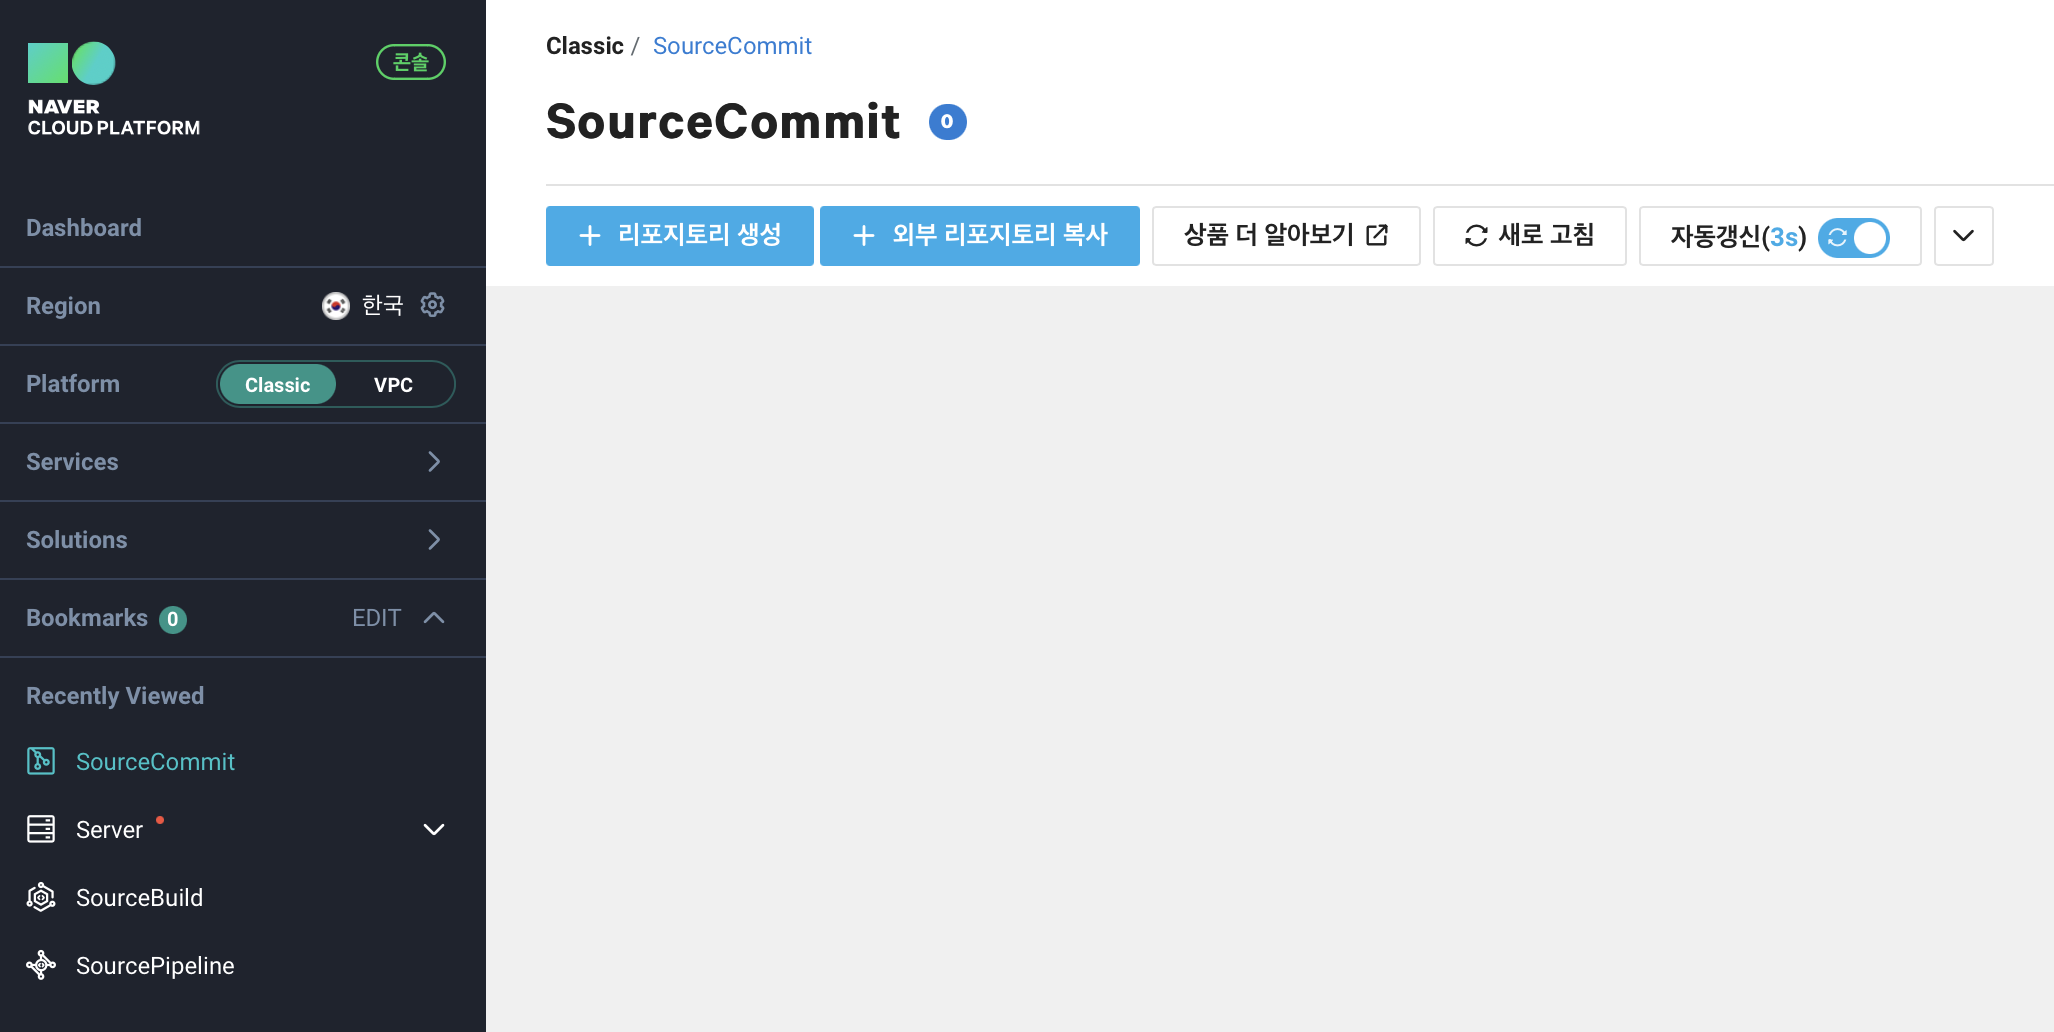 NAVER
CLOUD PLATFORM
콘솔
Dashboard
Region 한국
Platform Classic VPC
Services
Solutions
Bookmarks 0 EDIT
Recently Viewed
SourceCommit
Server
SourceBuild
SourcePipeline
Classic / SourceCommit
SourceCommit 0
+ 리포지토리 생성 + 외부 리포지토리 복사 상품 더 알아보기 새로 고침 자동갱신(3s)